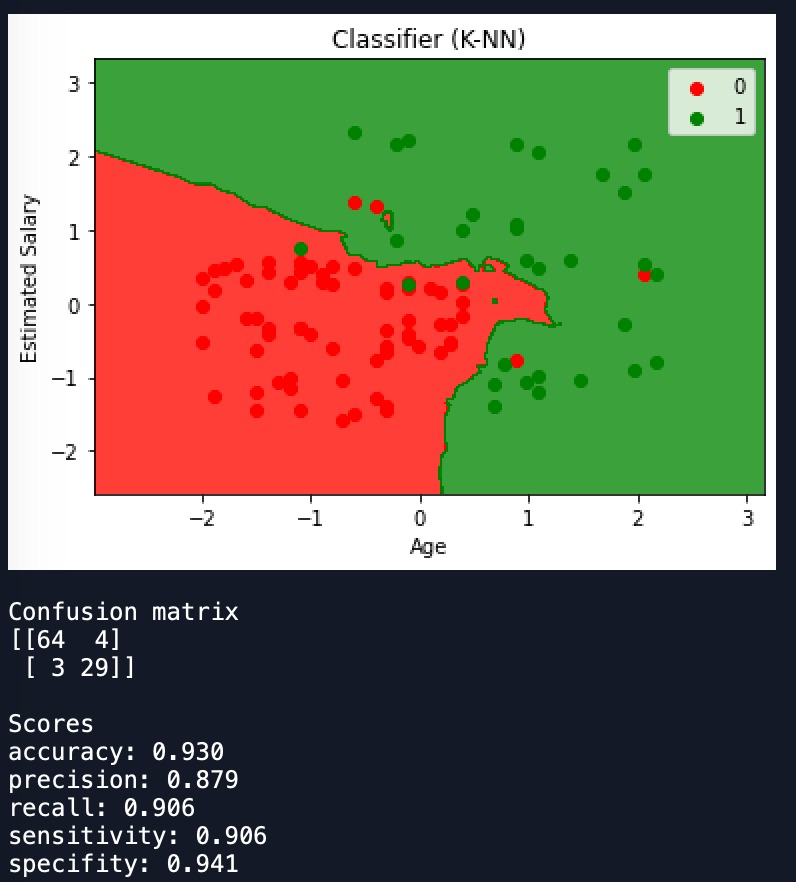 Classifier (K-NN)
0
1
3
2
1
0
−1
−2
Estimated Salary
−2 −1 0 1 2 3
Age
Confusion matrix
[[64  4]
 [ 3 29]]
Scores
accuracy: 0.930
precision: 0.879
recall: 0.906
sensitivity: 0.906
specifity: 0.941